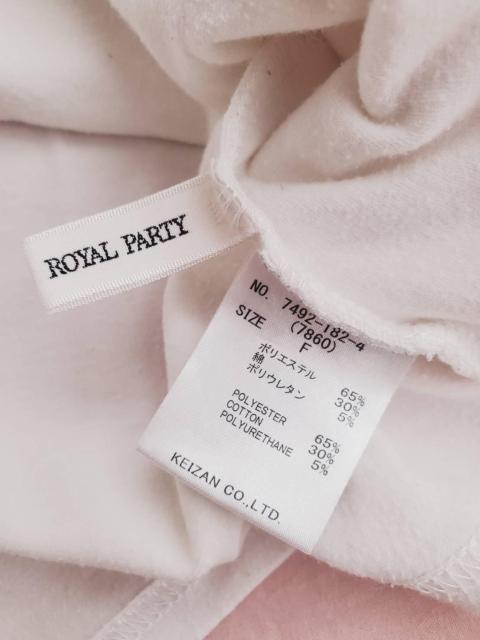 ROYAL PARTY
NO. 7492-182-4
(7860)
SIZE F
ポリエステル 65%
綿 30%
ポリウレタン 5%
POLYESTER 65%
COTTON 30%
POLYURETHANE 5%
KEIZAN CO.,LTD.